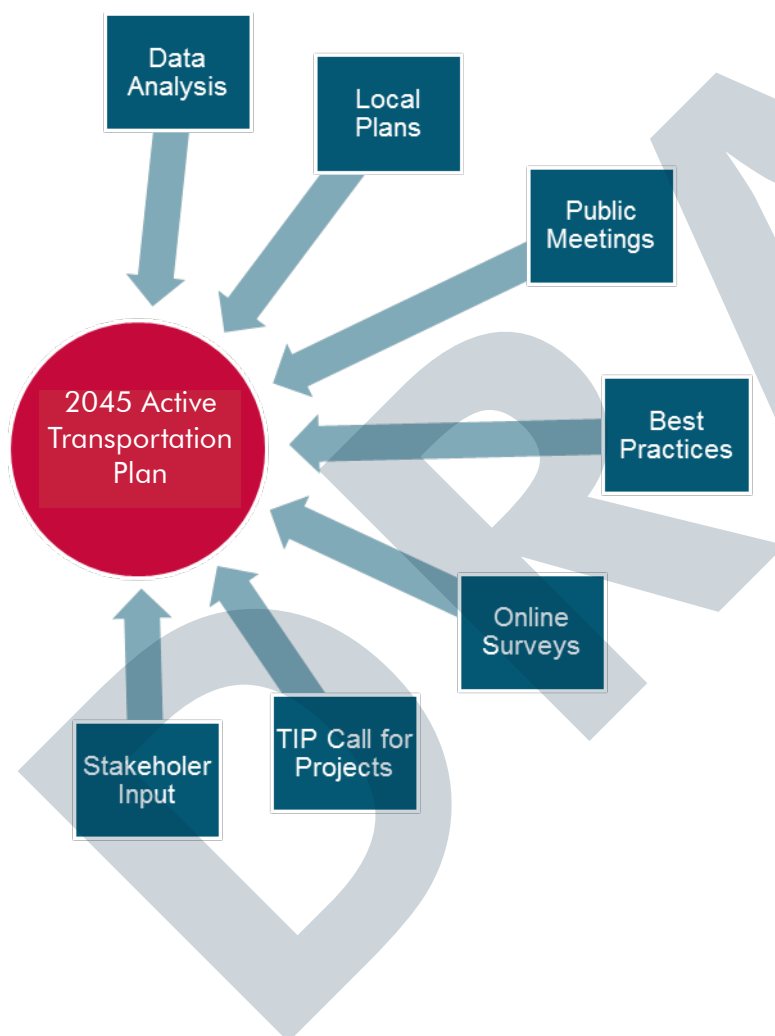 Data
Analysis
Local
Plans
Public
Meetings
2045 Active
Transportation
Plan
Best
Practices
Online
Surveys
TIP Call for
Projects
Stakeholer
Input
DRA